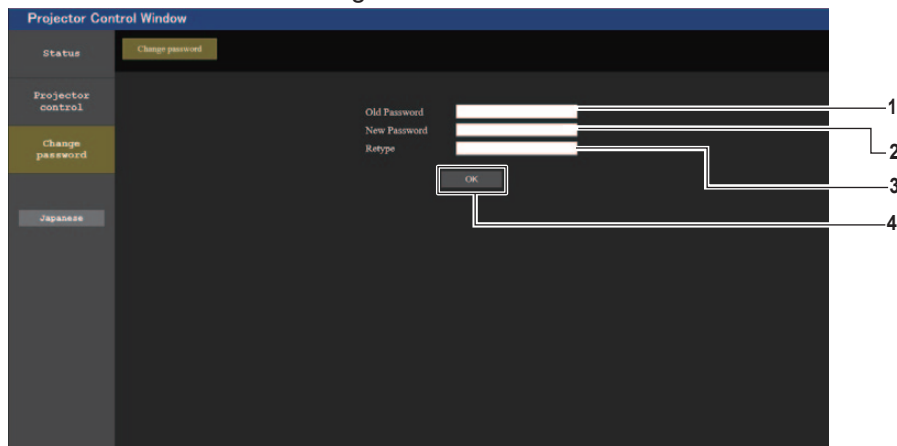 Projector Control Window
Status
Change password
Projector
control
Change
password
Japanese
Old Password
New Password
Retype
OK
1
2
3
4